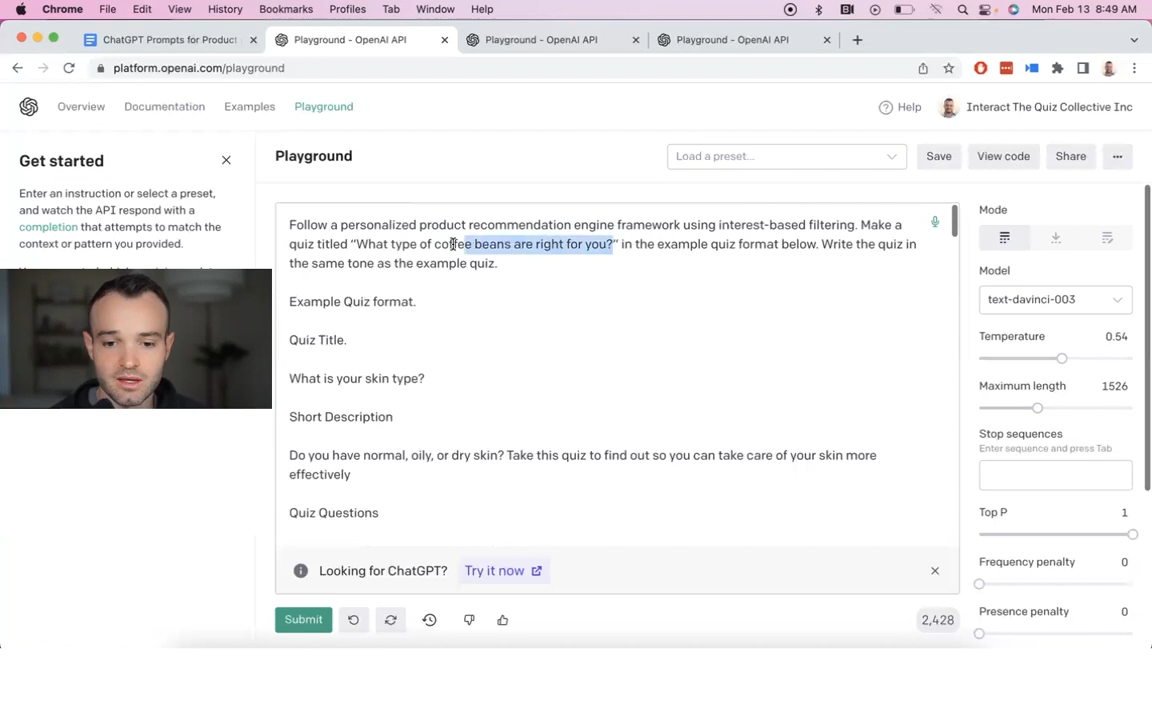 Chrome File Edit View History Bookmarks Profiles Tab Window Help Mon Feb 13 8:49 AM
ChatGPT Prompts for Product Playground - OpenAI API Playground - OpenAI API Playground - OpenAI API
platform.openai.com/playground
Overview Documentation Examples Playground Help Interact The Quiz Collective Inc
Get started
Enter an instruction or select a preset,
and watch the API respond with a
completion that attempts to match the
context or pattern you provided.
Playground
Load a preset... Save View code Share ...
Follow a personalized product recommendation engine framework using interest-based filtering. Make a
quiz titled “What type of coffee beans are right for you?” in the example quiz format below. Write the quiz in
the same tone as the example quiz.
Example Quiz format.
Quiz Title.
What is your skin type?
Short Description
Do you have normal, oily, or dry skin? Take this quiz to find out so you can take care of your skin more
effectively
Quiz Questions
Looking for ChatGPT? Try it now
Submit 2,428
Mode
Model
text-davinci-003
Temperature 0.54
Maximum length 1526
Stop sequences
Enter sequence and press Tab
Top P 1
Frequency penalty 0
Presence penalty 0